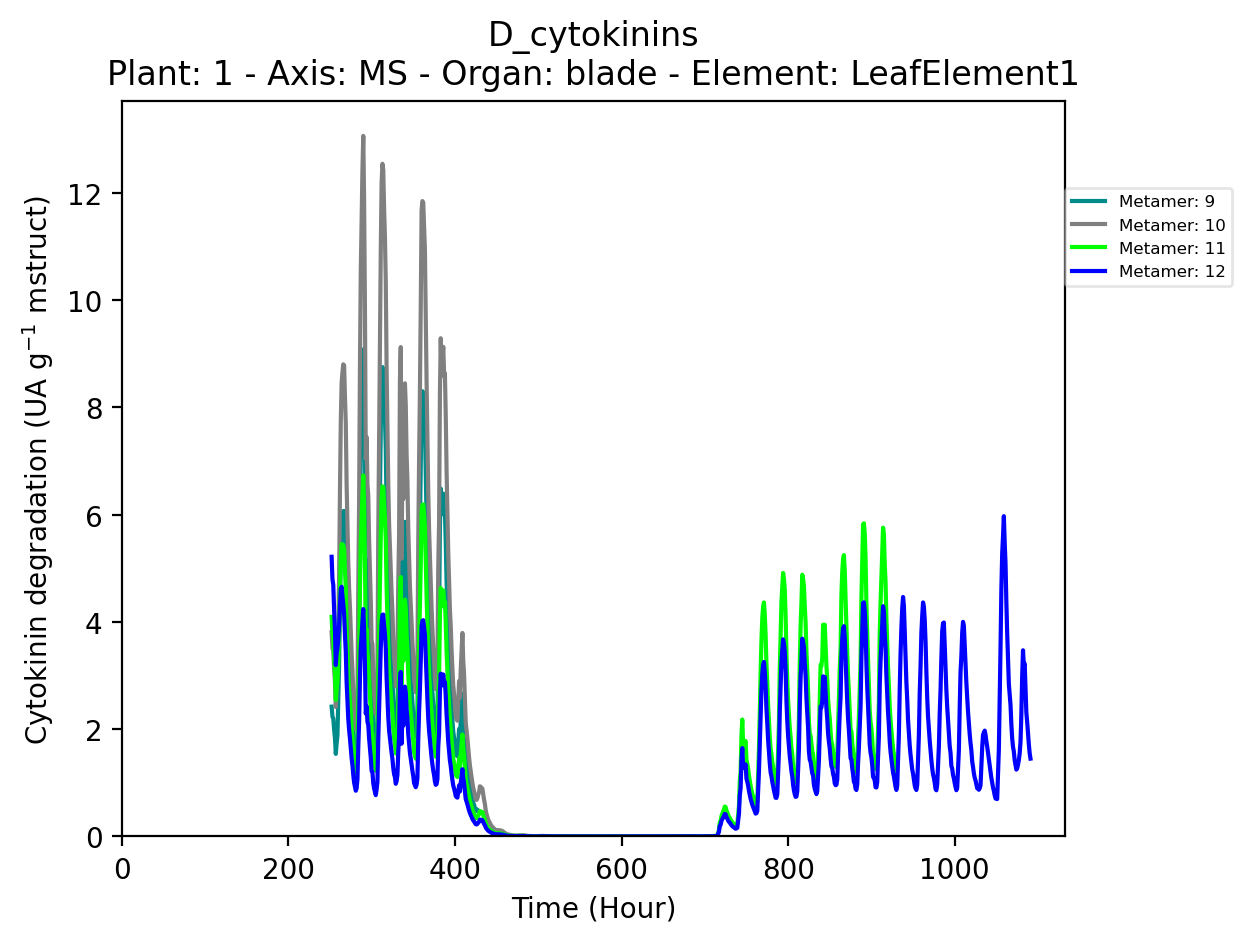 D_cytokinins
Plant: 1 - Axis: MS - Organ: blade - Element: LeafElement1
Cytokinin degradation (UA g⁻¹ mstruct)
12
10
8
6
4
2
0
0 200 400 600 800 1000
Time (Hour)
Metamer: 9
Metamer: 10
Metamer: 11
Metamer: 12